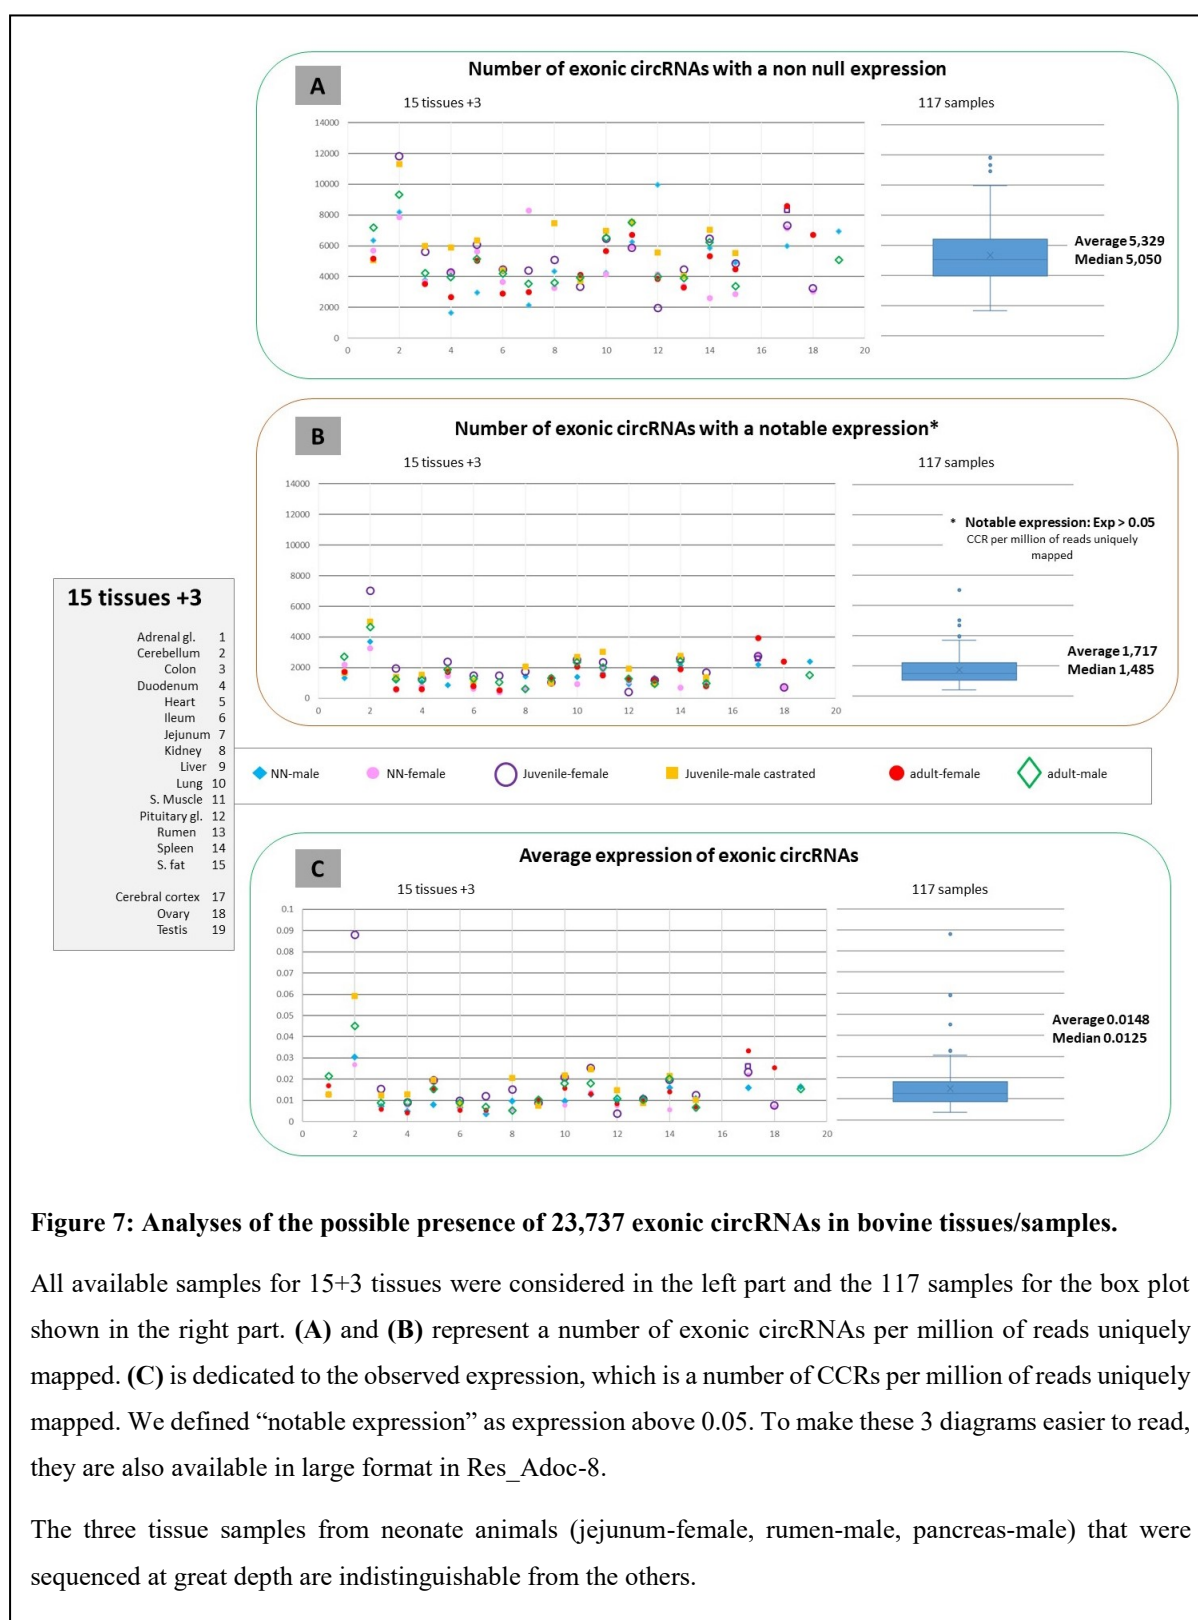 A
Number of exonic circRNAs with a non null expression
15 tissues +3
117 samples
14000
12000
10000
8000
6000
4000
2000
0
0 2 4 6 8 10 12 14 16 18 20
Average 5,329
Median 5,050
B
Number of exonic circRNAs with a notable expression*
15 tissues +3
117 samples
14000
12000
10000
8000
6000
4000
2000
0
0 2 4 6 8 10 12 14 16 18 20
* Notable expression: Exp > 0.05
CCR per million of reads uniquely
mapped
Average 1,717
Median 1,485
15 tissues +3
Adrenal gl. 1
Cerebellum 2
Colon 3
Duodenum 4
Heart 5
Ileum 6
Jejunum 7
Kidney 8
Liver 9
Lung 10
S. Muscle 11
Pituitary gl. 12
Rumen 13
Spleen 14
S. fat 15
Cerebral cortex 17
Ovary 18
Testis 19
NN-male NN-female Juvenile-female Juvenile-male castrated adult-female adult-male
C
Average expression of exonic circRNAs
15 tissues +3
117 samples
0.1
0.09
0.08
0.07
0.06
0.05
0.04
0.03
0.02
0.01
0
0 2 4 6 8 10 12 14 16 18 20
Average 0.0148
Median 0.0125
Figure 7: Analyses of the possible presence of 23,737 exonic circRNAs in bovine tissues/samples.
All available samples for 15+3 tissues were considered in the left part and the 117 samples for the box plot
shown in the right part. (A) and (B) represent a number of exonic circRNAs per million of reads uniquely
mapped. (C) is dedicated to the observed expression, which is a number of CCRs per million of reads uniquely
mapped. We defined “notable expression” as expression above 0.05. To make these 3 diagrams easier to read,
they are also available in large format in Res_Adoc-8.
The three tissue samples from neonate animals (jejunum-female, rumen-male, pancreas-male) that were
sequenced at great depth are indistinguishable from the others.